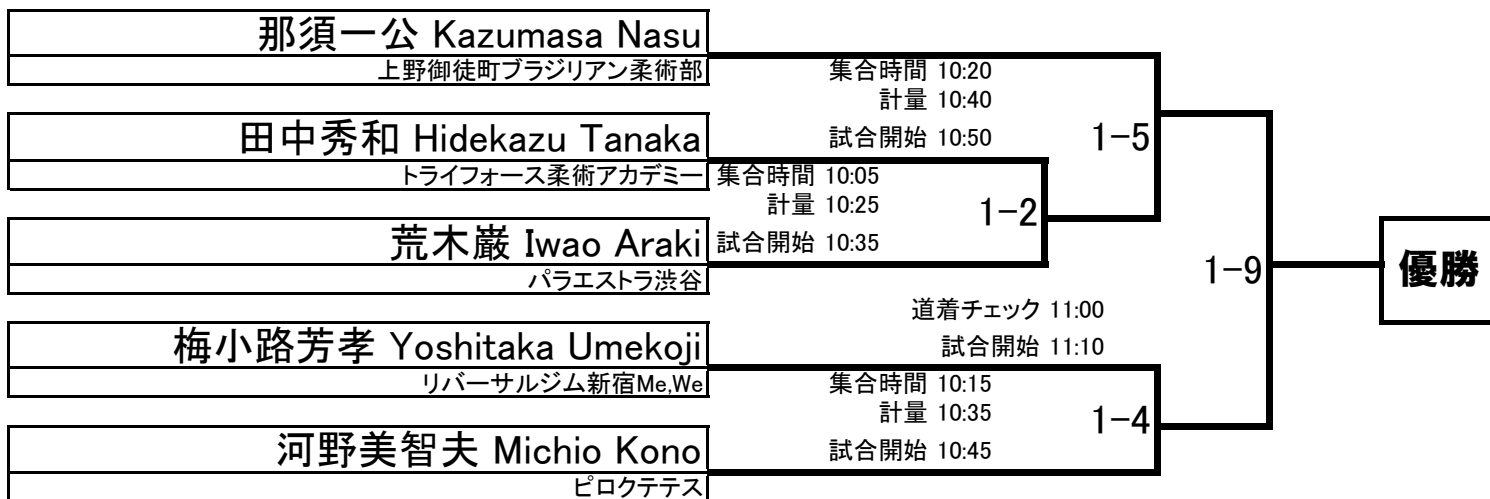 那須一公 Kazumasa Nasu
上野御徒町ブラジリアン柔術部
集合時間 10:20
計量 10:40
試合開始 10:50
1-5
田中秀和 Hidekazu Tanaka
トライフォース柔術アカデミー
集合時間 10:05
計量 10:25
試合開始 10:35
1-2
荒木巌 Iwao Araki
パラエストラ渋谷
1-9
優勝
道着チェック 11:00
試合開始 11:10
梅小路芳孝 Yoshitaka Umekoji
リバーサルジム新宿Me,We
集合時間 10:15
計量 10:35
試合開始 10:45
1-4
河野美智夫 Michio Kono
ピロクテテス